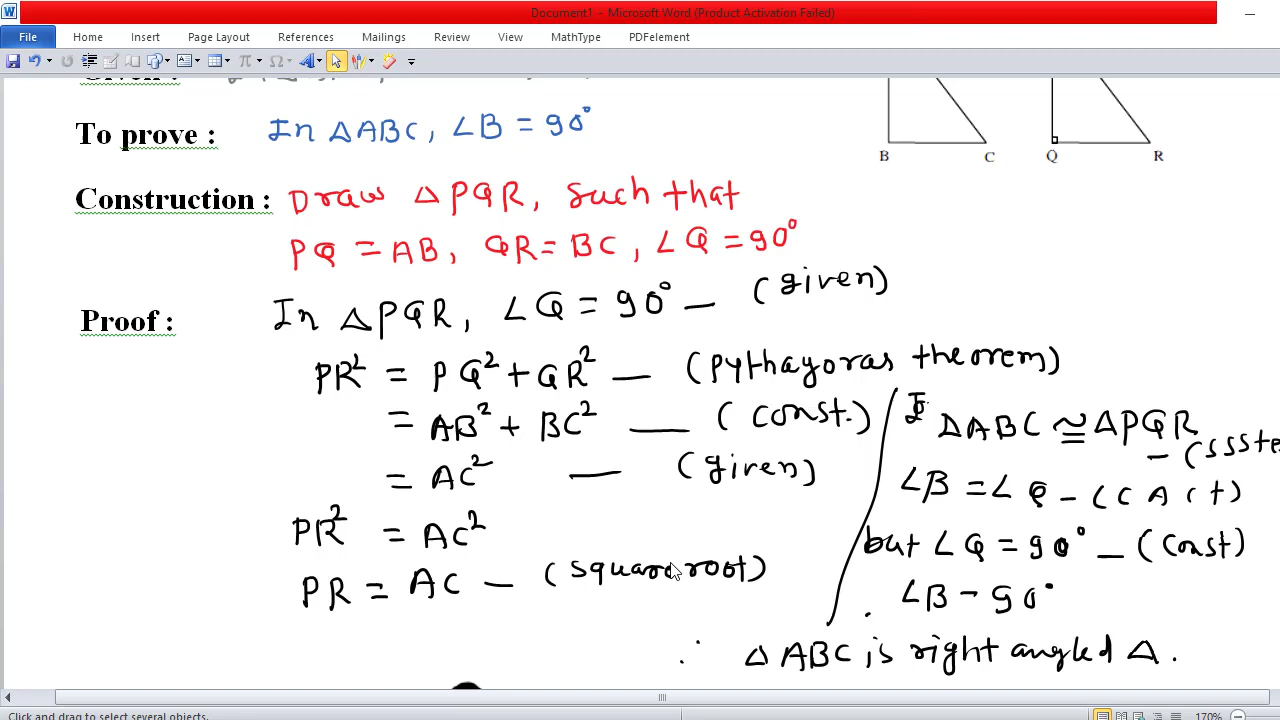 Document1 - Microsoft Word (Product Activation Failed)
File Home Insert Page Layout References Mailings Review View MathType PDFelement
Given :
To prove : In △ABC, ∠B = 90°
B C Q R
Construction : Draw △PQR, such that
PQ = AB, QR = BC, ∠Q = 90°
Proof : In △PQR, ∠Q = 90° — (given)
PR² = PQ² + QR² — (pythagoras theorem)
= AB² + BC² — (const.)
= AC² — (given)
PR² = AC²
PR = AC — (square root)
△ABC ≅ △PQR
∠B = ∠Q - (CACT)
but ∠Q = 90° - (const)
∠B - 90°
∴ △ABC is right angled △.
Click and drag to select several objects.
170%